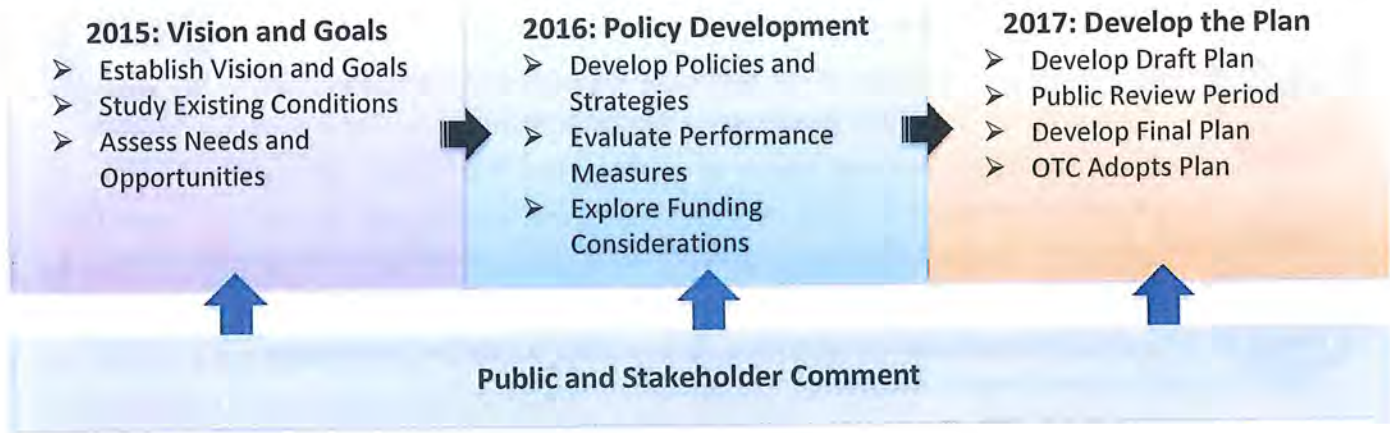 2015: Vision and Goals
➢ Establish Vision and Goals
➢ Study Existing Conditions
➢ Assess Needs and
Opportunities
2016: Policy Development
➢ Develop Policies and
Strategies
➢ Evaluate Performance
Measures
➢ Explore Funding
Considerations
2017: Develop the Plan
➢ Develop Draft Plan
➢ Public Review Period
➢ Develop Final Plan
➢ OTC Adopts Plan
Public and Stakeholder Comment